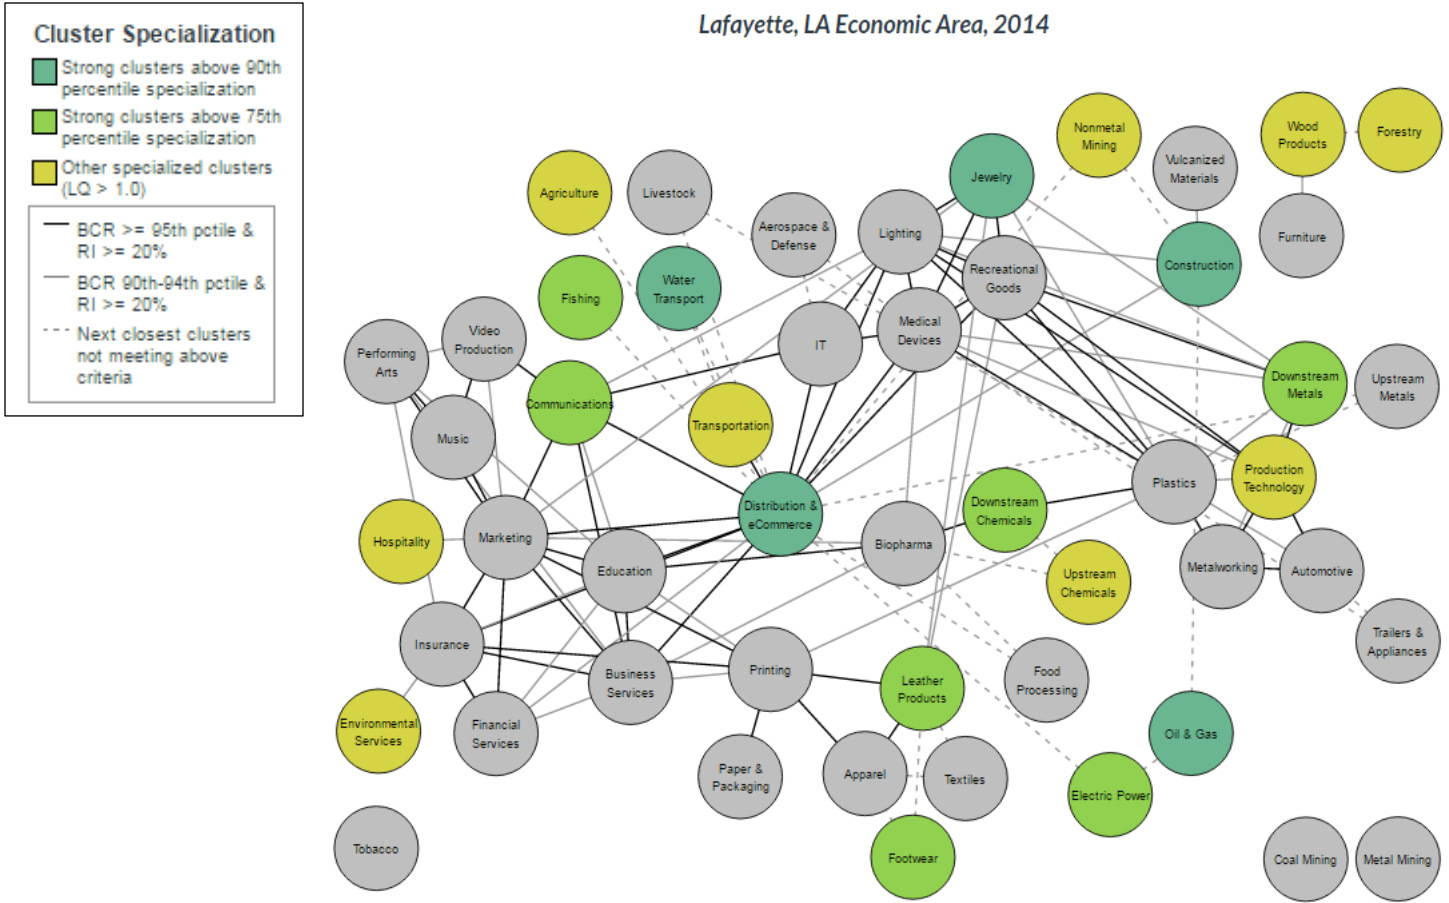 Lafayette, LA Economic Area, 2014
Cluster Specialization
Strong clusters above 90th
percentile specialization
Strong clusters above 75th
percentile specialization
Other specialized clusters
(LQ > 1.0)
BCR >= 95th pctile &
RI >= 20%
BCR 90th-94th pctile &
RI >= 20%
Next closest clusters
not meeting above
criteria
Nonmetal
Mining
Wood
Products
Forestry
Vulcanized
Materials
Jewelry
Agriculture
Livestock
Aerospace &
Defense
Lighting
Furniture
Construction
Recreational
Goods
Water
Transport
Fishing
Medical
Devices
IT
Video
Production
Performing
Arts
Downstream
Metals
Upstream
Metals
Communications
Transportation
Music
Production
Technology
Plastics
Downstream
Chemicals
Distribution &
eCommerce
Marketing
Hospitality
Biopharma
Education
Metalworking
Automotive
Upstream
Chemicals
Insurance
Trailers &
Appliances
Printing
Business
Services
Leather
Products
Food
Processing
Environmental
Services
Financial
Services
Oil & Gas
Paper &
Packaging
Apparel
Textiles
Electric Power
Tobacco
Footwear
Coal Mining
Metal Mining